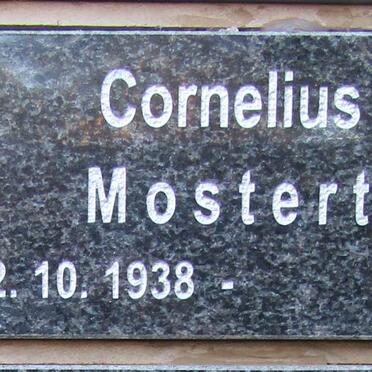 Cornelius
Mostert
2. 10. 1938 -